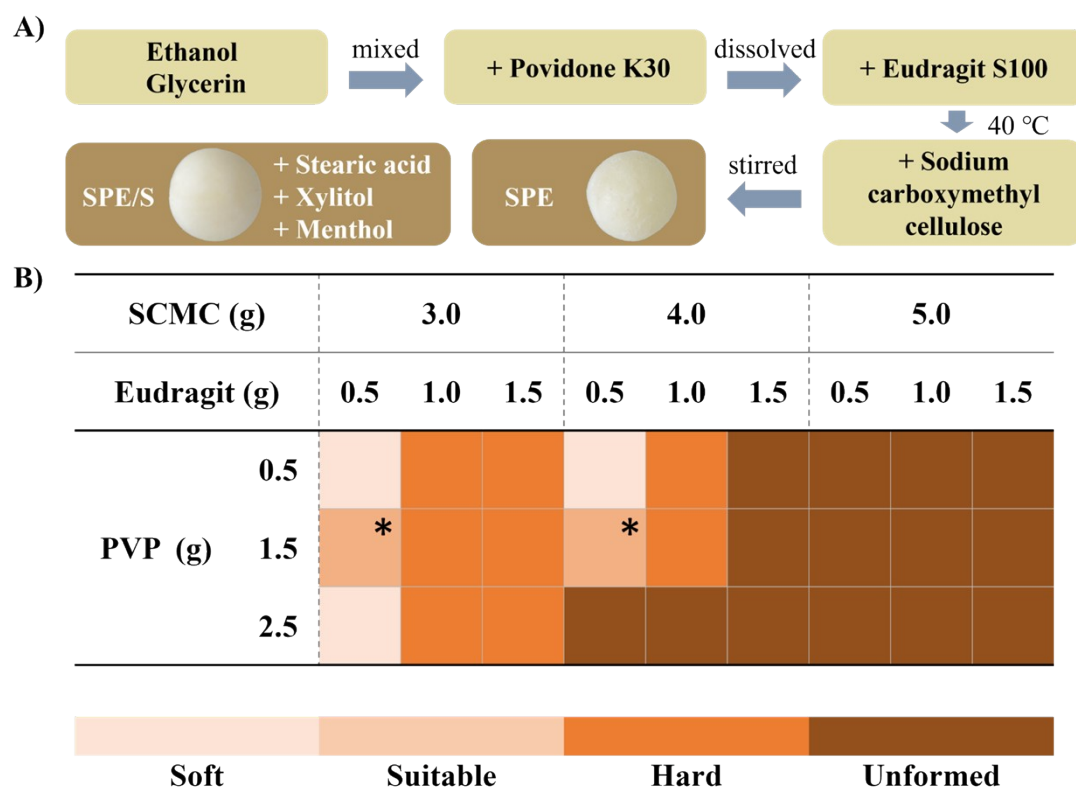 A)
Ethanol
Glycerin
mixed
+ Povidone K30
dissolved
+ Eudragit S100
40 °C
+ Sodium
carboxymethyl
cellulose
stirred
SPE
SPE/S
+ Stearic acid
+ Xylitol
+ Menthol
B)
SCMC (g) 3.0 4.0 5.0
Eudragit (g) 0.5 1.0 1.5 0.5 1.0 1.5 0.5 1.0 1.5
0.5
PVP (g) 1.5 * *
2.5
Soft Suitable Hard Unformed